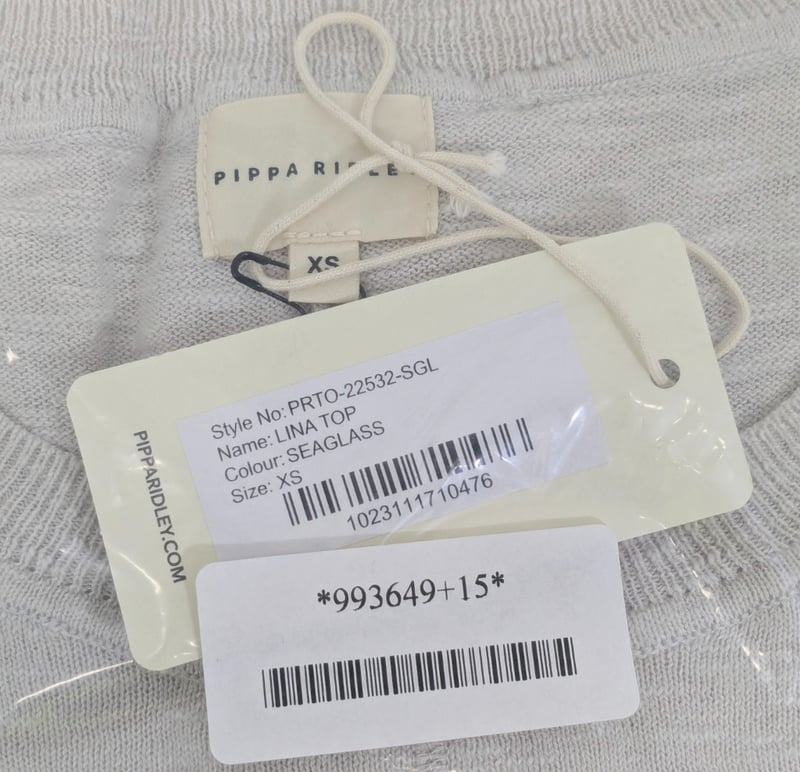 PIPPA RIDLE
XS
Style No: PRTO-22532-SGL
Name: LINA TOP
Colour: SEAGLASS
Size: XS
1023111710476
PIPPARIDLEY.COM
*993649+15*